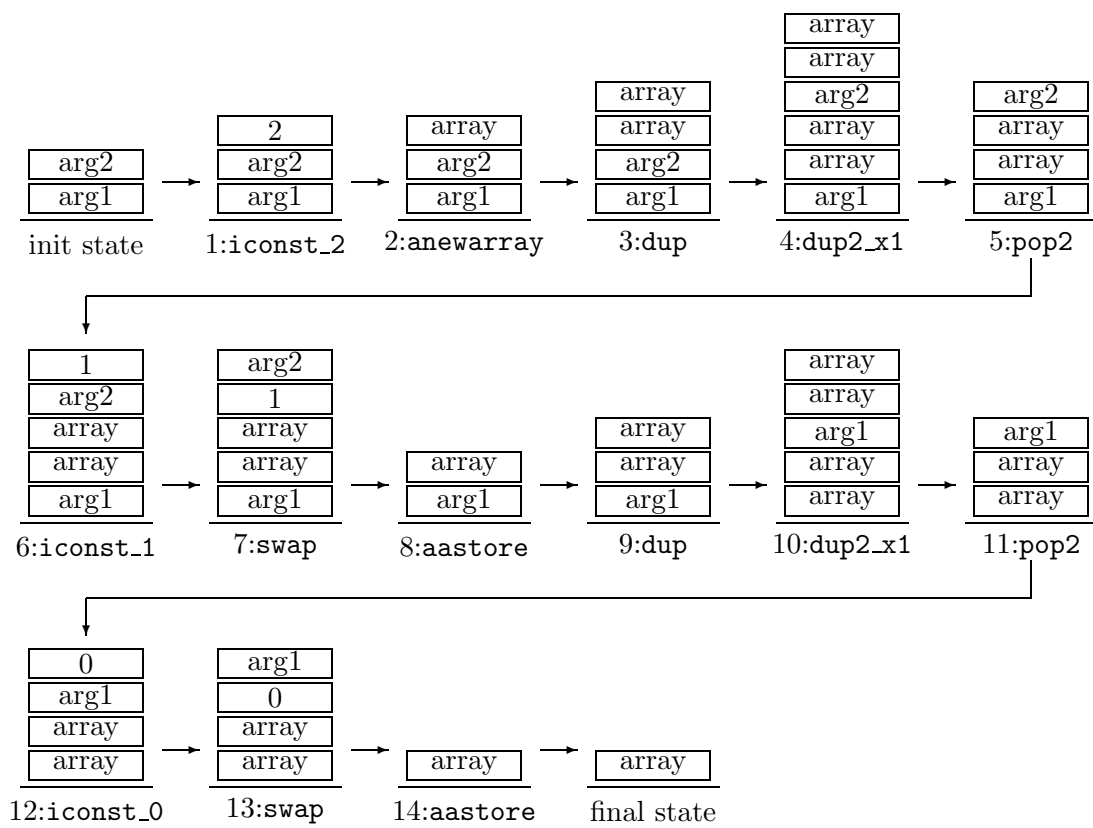 array
array
array
arg2
arg2
2
array
array
array
array
arg2
arg2
arg2
arg2
array
array
arg1
arg1
arg1
arg1
arg1
arg1
init state
1:iconst_2
2:anewarray
3:dup
4:dup2_x1
5:pop2
1
arg2
array
arg2
1
array
array
array
array
arg1
arg1
array
array
array
array
array
array
arg1
arg1
arg1
arg1
array
array
6:iconst_1
7:swap
8:aastore
9:dup
10:dup2_x1
11:pop2
0
arg1
arg1
0
array
array
array
array
array
array
12:iconst_0
13:swap
14:aastore
final state